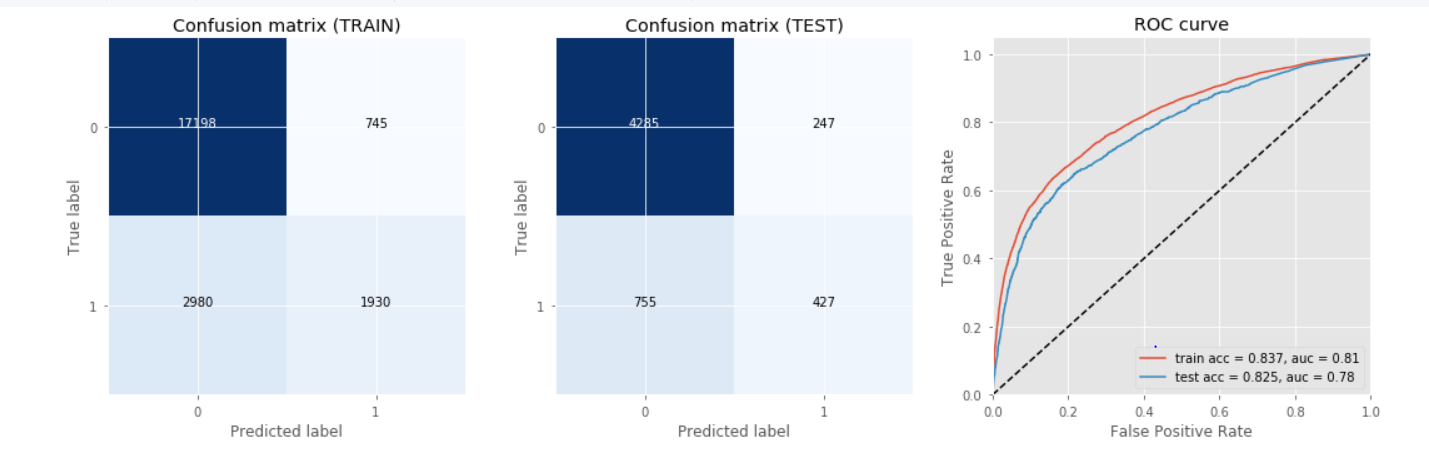 Confusion matrix (TRAIN)
True label
0
17198
745
1
2980
1930
0
1
Predicted label
Confusion matrix (TEST)
True label
0
4285
247
1
755
427
0
1
Predicted label
ROC curve
True Positive Rate
1.0
0.8
0.6
0.4
0.2
0.0
train acc = 0.837, auc = 0.81
test acc = 0.825, auc = 0.78
0.0
0.2
0.4
0.6
0.8
1.0
False Positive Rate